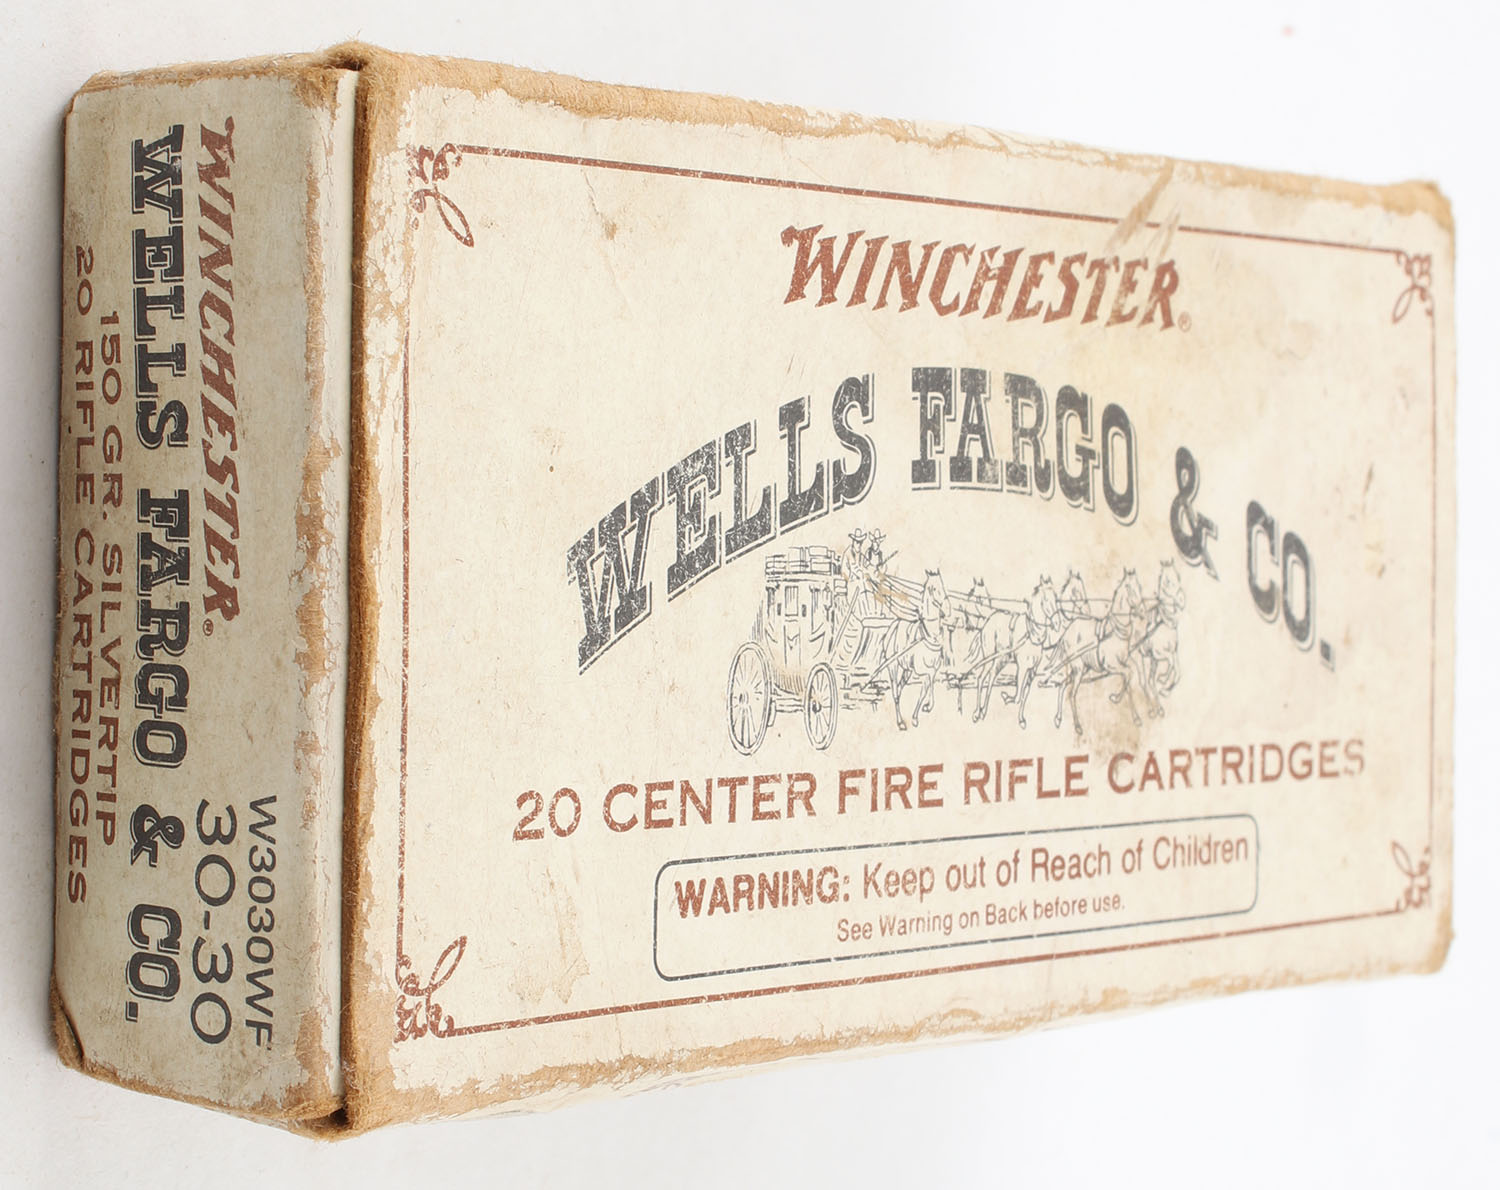 WINCHESTER®
WELLS FARGO & CO.
20 CENTER FIRE RIFLE CARTRIDGES
WARNING: Keep out of Reach of Children
See Warning on Back before use.
W3030WF
30-30
WINCHESTER®
WELLS FARGO & CO.
150 GR. SILVERTIP
20 RIFLE CARTRIDGES